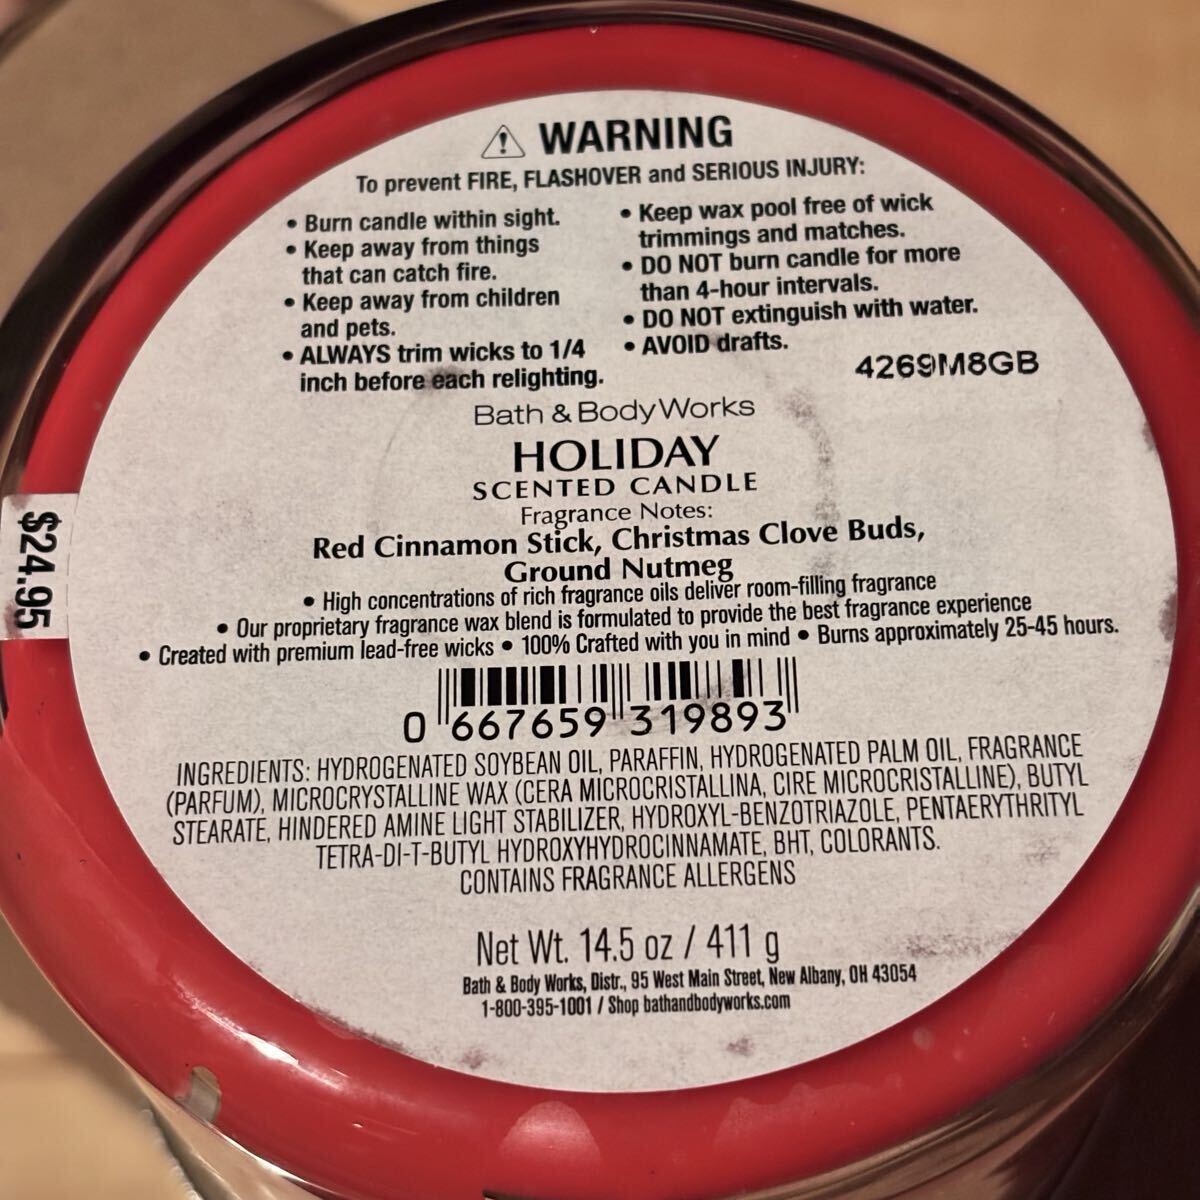 WARNING
To prevent FIRE, FLASHOVER and SERIOUS INJURY:
• Burn candle within sight.
• Keep away from things
that can catch fire.
• Keep away from children
and pets.
• ALWAYS trim wicks to 1/4
inch before each relighting.
• Keep wax pool free of wick
trimmings and matches.
• DO NOT burn candle for more
than 4-hour intervals.
• DO NOT extinguish with water.
• AVOID drafts.
4269M8GB
Bath & Body Works
HOLIDAY
SCENTED CANDLE
Fragrance Notes:
Red Cinnamon Stick, Christmas Clove Buds,
Ground Nutmeg
• High concentrations of rich fragrance oils deliver room-filling fragrance
• Our proprietary fragrance wax blend is formulated to provide the best fragrance experience
• Created with premium lead-free wicks • 100% Crafted with you in mind • Burns approximately 25-45 hours.
$24.95
0 667659 319893
INGREDIENTS: HYDROGENATED SOYBEAN OIL, PARAFFIN, HYDROGENATED PALM OIL, FRAGRANCE
(PARFUM), MICROCRYSTALLINE WAX (CERA MICROCRISTALLINA, CIRE MICROCRISTALLINE), BUTYL
STEARATE, HINDERED AMINE LIGHT STABILIZER, HYDROXYL-BENZOTRIAZOLE, PENTAERYTHRITYL
TETRA-DI-T-BUTYL HYDROXYHYDROCINNAMATE, BHT, COLORANTS.
CONTAINS FRAGRANCE ALLERGENS
Net Wt. 14.5 oz / 411 g
Bath & Body Works, Distr., 95 West Main Street, New Albany, OH 43054
1-800-395-1001 / Shop bathandbodyworks.com